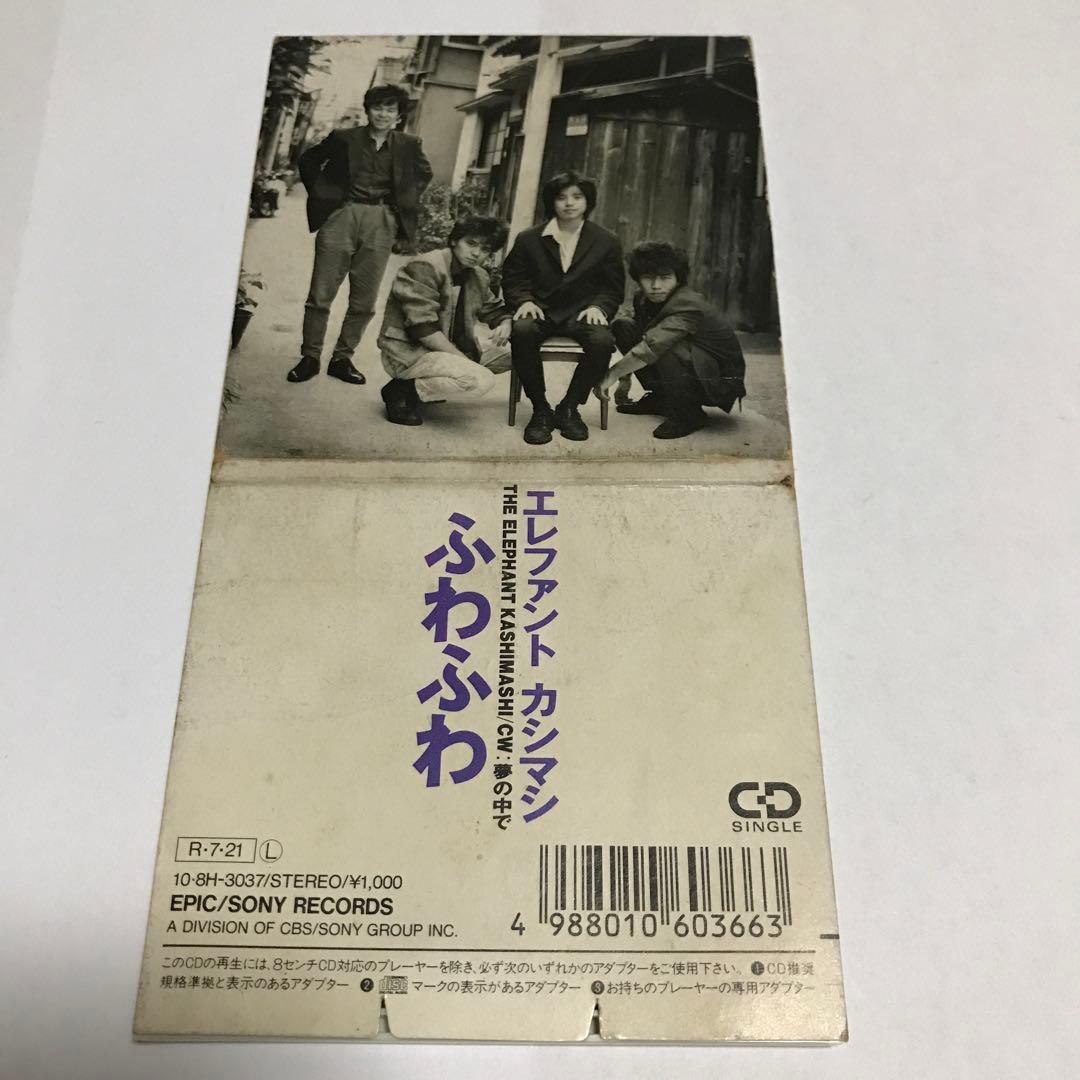 エレファント カシマシ
THE ELEPHANT KASHIMASHI/CW:夢の中で
ふわふわ
CD
SINGLE
R・7・21 Ⓛ
10・8H-3037/STEREO/¥1,000
EPIC/SONY RECORDS
A DIVISION OF CBS/SONY GROUP INC.
4 988010 603663
このCDの再生には、8センチCD対応のプレーヤーを除き、必ず次のいずれかのアダプターをご使用下さい。❶CD推奨
規格準拠と表示のあるアダプター ❷ disc マークの表示があるアダプター ❸お持ちのプレーヤーの専用アダプター